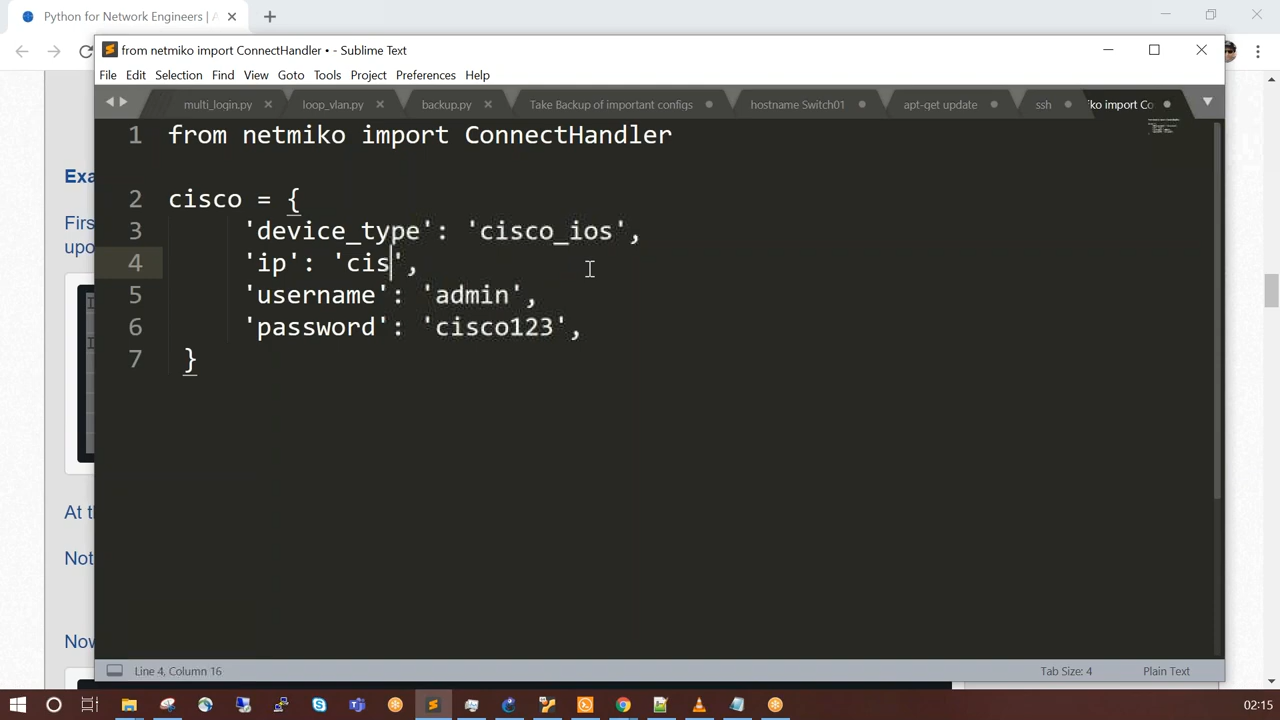 Python for Network Engineers | A
from netmiko import ConnectHandler • - Sublime Text
File Edit Selection Find View Goto Tools Project Preferences Help
multi_login.py loop_vlan.py backup.py Take Backup of important configs hostname Switch01 apt-get update ssh ko import Co
1 from netmiko import ConnectHandler
2 cisco = {
3 'device_type': 'cisco_ios',
4 'ip': 'cis',
5 'username': 'admin',
6 'password': 'cisco123',
7 }
Exa
Firs
upo
At th
Not
Now
Line 4, Column 16 Tab Size: 4 Plain Text
02:15